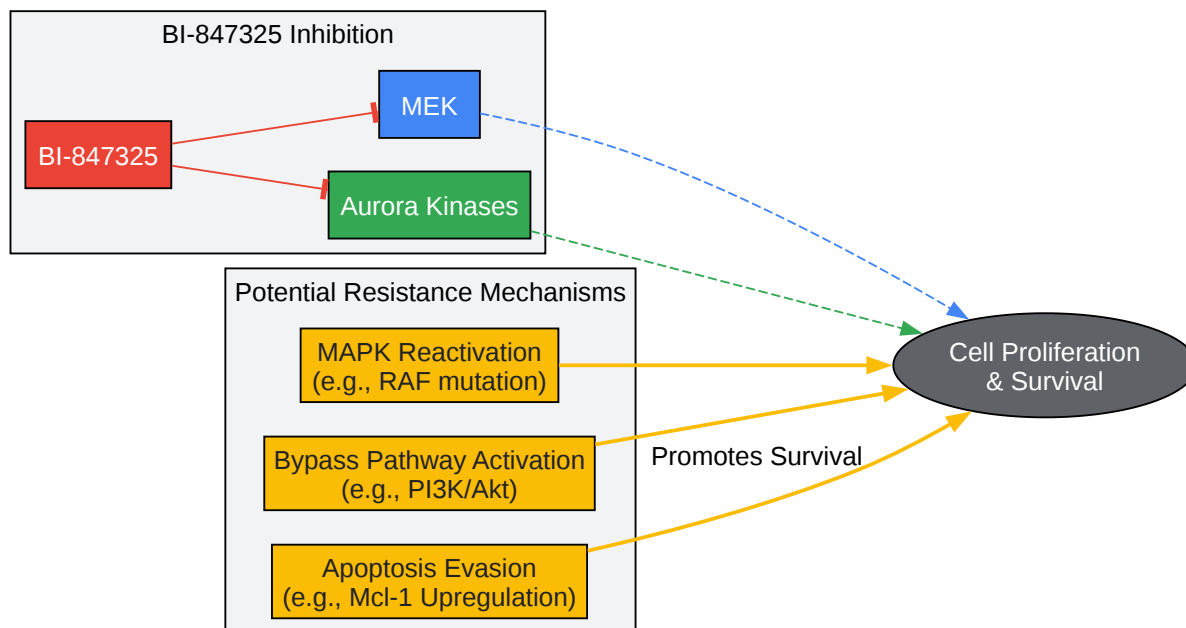 BI-847325 Inhibition
MEK
BI-847325
Aurora Kinases
Potential Resistance Mechanisms
MAPK Reactivation
(e.g., RAF mutation)
Cell Proliferation
& Survival
Bypass Pathway Activation
(e.g., PI3K/Akt)
Promotes Survival
Apoptosis Evasion
(e.g., Mcl-1 Upregulation)